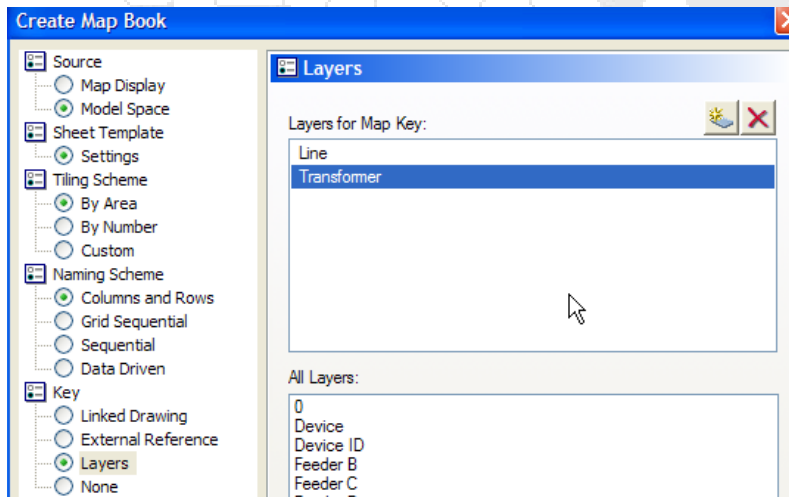 Create Map Book
Source
Map Display
Model Space
Sheet Template
Settings
Tiling Scheme
By Area
By Number
Custom
Naming Scheme
Columns and Rows
Grid Sequential
Sequential
Data Driven
Key
Linked Drawing
External Reference
Layers
None
Layers
Layers for Map Key:
Line
Transformer
All Layers:
0
Device
Device ID
Feeder B
Feeder C